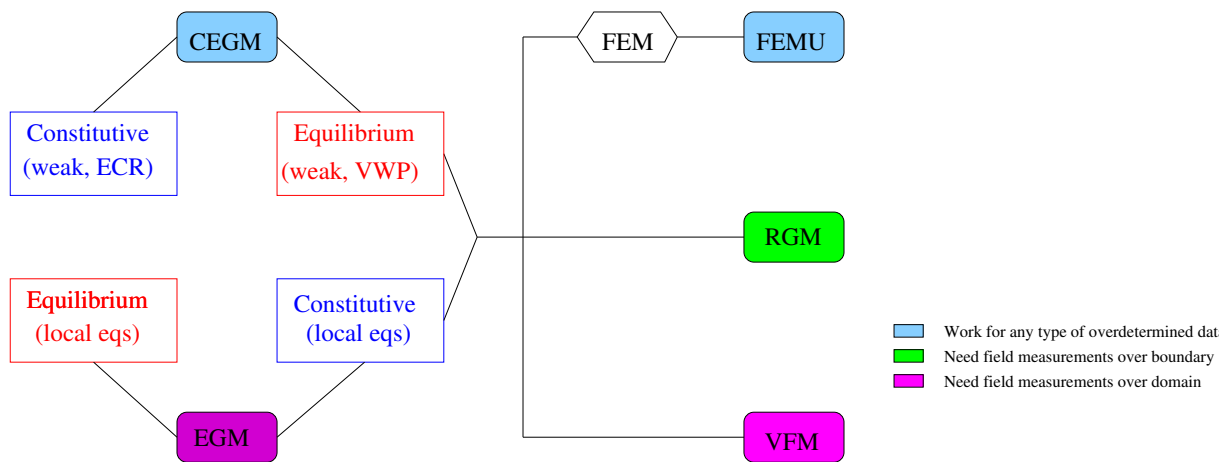 CEGM
FEM
FEMU
Constitutive
(weak, ECR)
Equilibrium
(weak, VWP)
RGM
Equilibrium
(local eqs)
Constitutive
(local eqs)
EGM
VFM
Work for any type of overdetermined dat
Need field measurements over boundary
Need field measurements over domain